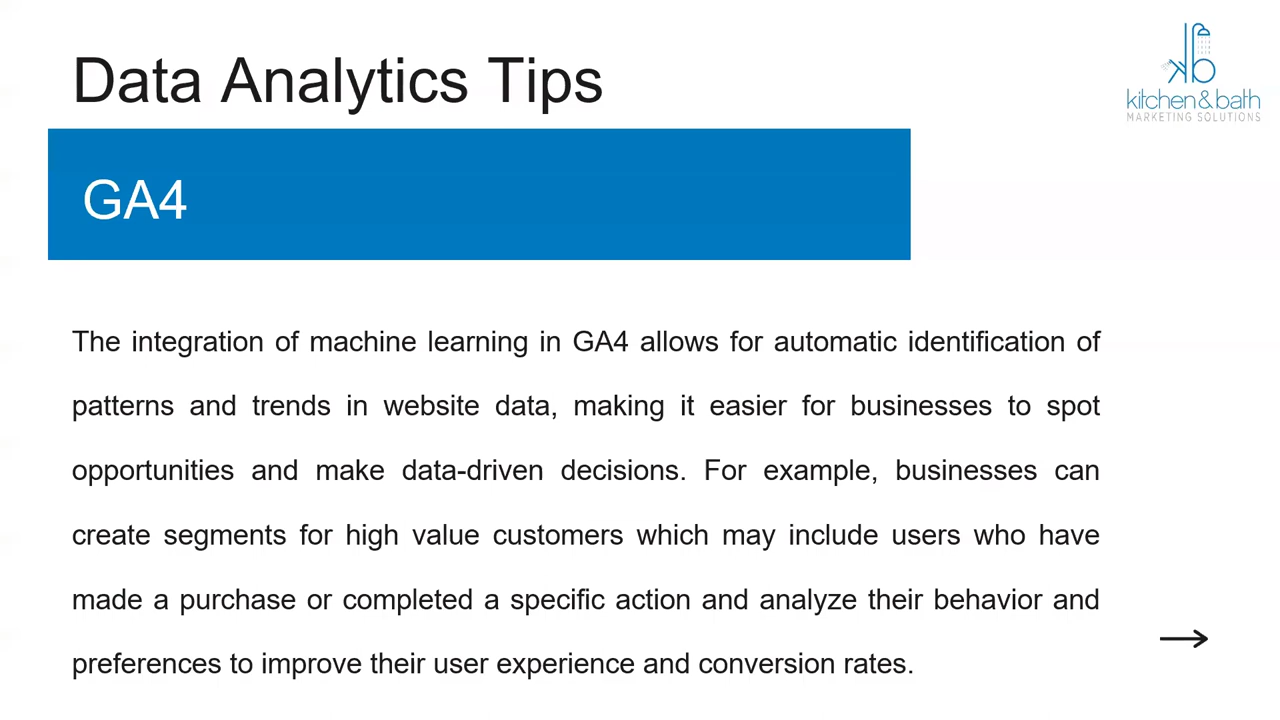 Data Analytics Tips
kitchen&bath
MARKETING SOLUTIONS
GA4
The integration of machine learning in GA4 allows for automatic identification of
patterns and trends in website data, making it easier for businesses to spot
opportunities and make data-driven decisions. For example, businesses can
create segments for high value customers which may include users who have
made a purchase or completed a specific action and analyze their behavior and
preferences to improve their user experience and conversion rates.